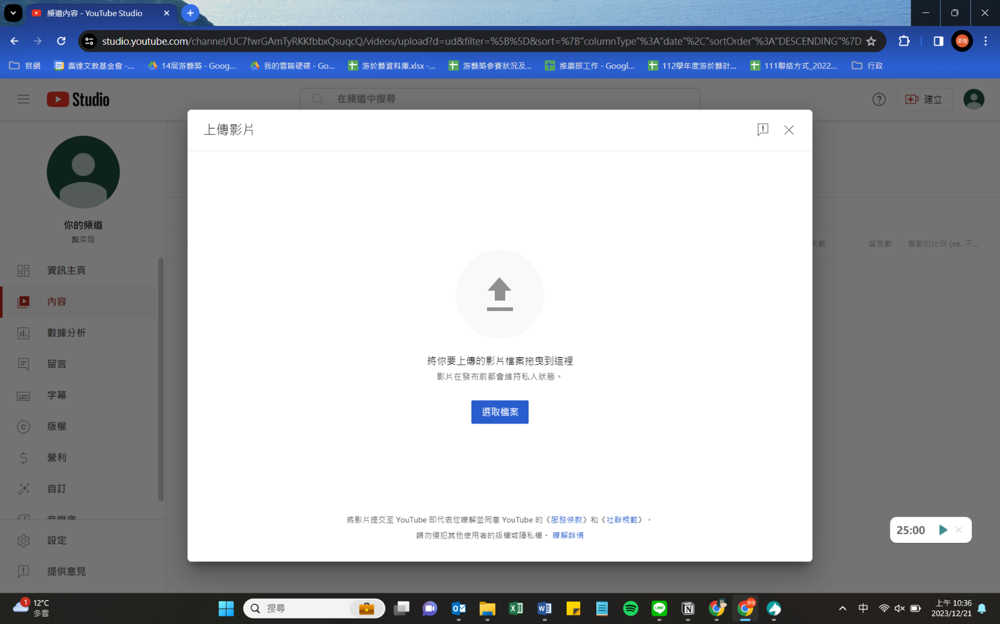 頻道內容 - YouTube Studio
studio.youtube.com/channel/UC7fwrGAmTyRKKfbbxQsuqcQ/videos/upload?d=ud&filter=%5B%5D&sort=%7B"columnType"%3A"date"%2C"sortOrder"%3A"DESCENDING"%7D
官網
廣達文教基金會 -...
14屆游藝獎 - Goog...
我的雲端硬碟 - Go...
游於藝資料庫.xlsx -...
游藝獎參賽狀況及...
推廣部工作 - Googl...
112學年度游於藝計...
111聯絡方式_2022...
行政
Studio
在頻道中搜尋
建立
上傳影片
你的頻道
資訊主頁
內容
數據分析
留言
字幕
版權
營利
自訂
音樂庫
設定
提供意見
次數
留言數
喜歡的比例 (vs. 不...
將你要上傳的影片檔案拖曳到這裡
影片在發布前都會維持私人狀態。
選取檔案
將影片提交至 YouTube 即代表您瞭解並同意 YouTube 的《服務條款》和《社群規範》。
請勿侵犯其他使用者的版權或隱私權。 瞭解詳情
25:00
1
12°C
多雲
搜尋
中
上午 10:36
2023/12/21